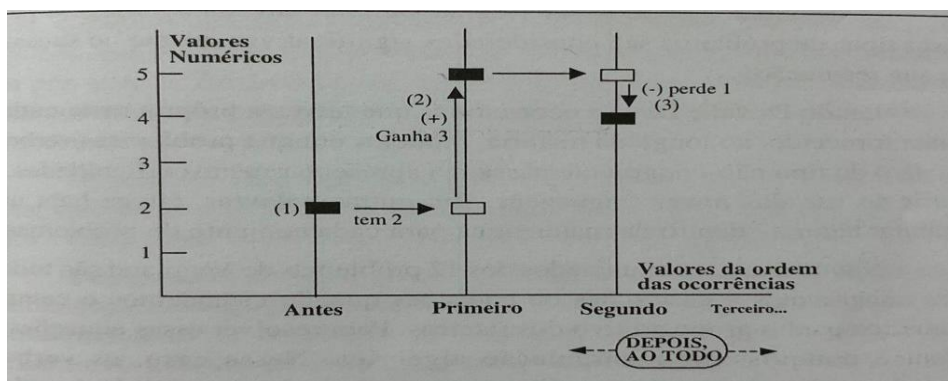 Valores
Numéricos
5
4
3
2
1
(1)
tem 2
(2)
(+)
Ganha 3
(-) perde 1
(3)
Valores da ordem
das ocorrências
Antes
Primeiro
Segundo
Terceiro...
DEPOIS,
AO TODO